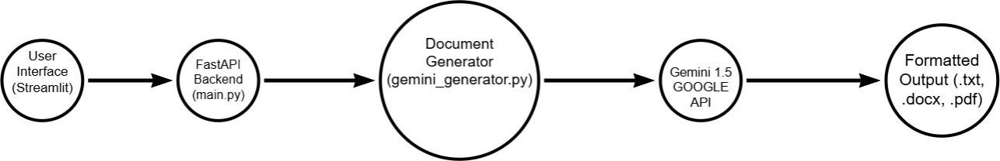 User
Interface
(Streamlit)
FastAPI
Backend
(main.py)
Document
Generator
(gemini_generator.py)
Gemini 1.5
GOOGLE
API
Formatted
Output (.txt,
.docx, .pdf)